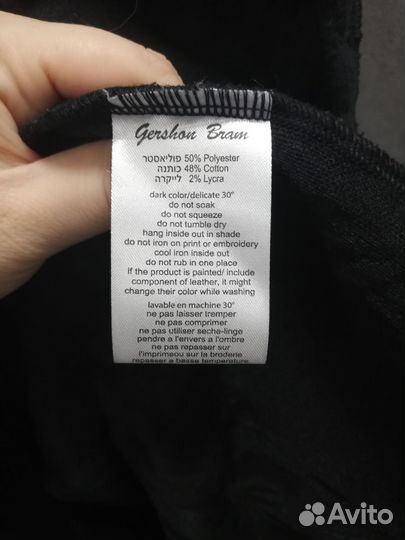 Gershon Bram
50% פוליאסטר Polyester
48% כותנה Cotton
2% לייקרה Lycra
dark color/delicate 30°
do not soak
do not squeeze
do not tumble dry
hang inside out in shade
do not iron on print or embroidery
cool iron inside out
do not rub in one place
if the product is painted/ include
component of leather, it might
change their color while washing
lavable en machine 30°
ne pas laisser tremper
ne pas comprimer
ne pas utiliser seche-linge
pendre a l'envers a l'ombre
ne pas repasser sur
l'imprimeou sur la broderie
repasser a basse temperature
Avito